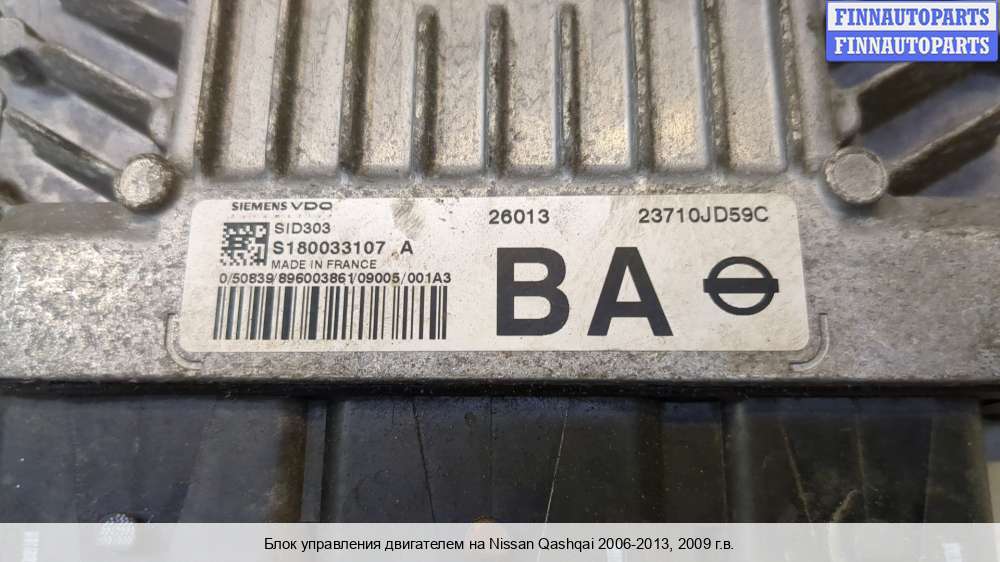 FINNAUTOPARTS
FINNAUTOPARTS
SIEMENS VDO
Automotive
SID303
S180033107 A
MADE IN FRANCE
0/50839/896003861/09005/001A3
26013
23710JD59C
BA
Блок управления двигателем на Nissan Qashqai 2006-2013, 2009 г.в.